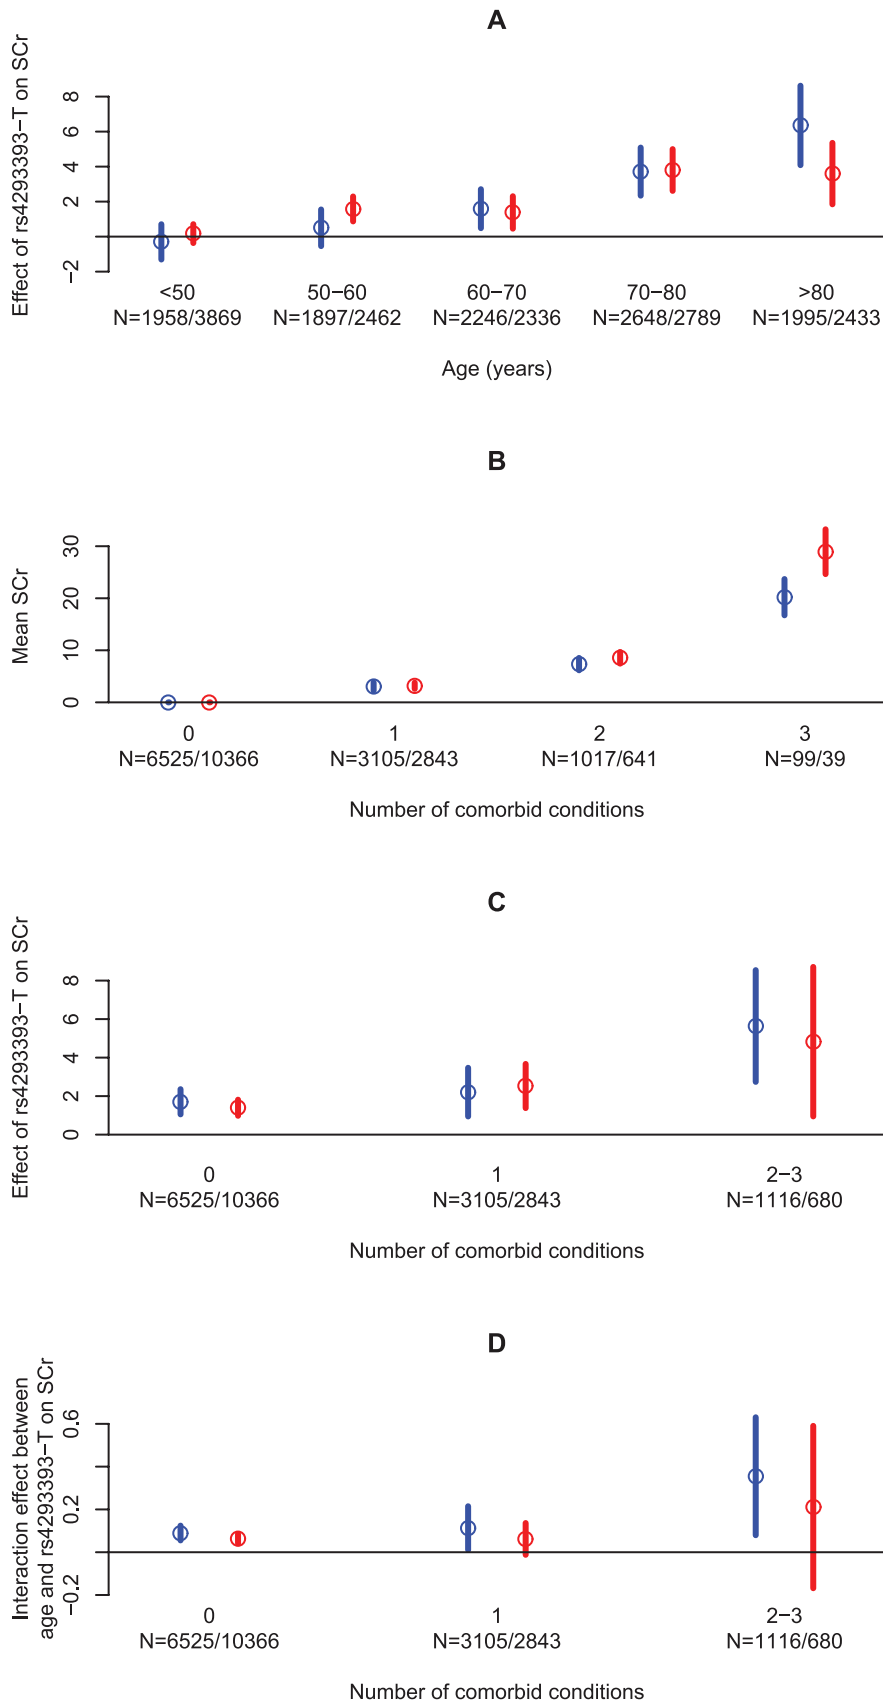 A
Effect of rs4293393−T on SCr
8
6
4
2
−2
<50 50−60 60−70 70−80 >80
N=1958/3869 N=1897/2462 N=2246/2336 N=2648/2789 N=1995/2433
Age (years)
B
Mean SCr
30
20
10
0
0 1 2 3
N=6525/10366 N=3105/2843 N=1017/641 N=99/39
Number of comorbid conditions
C
Effect of rs4293393−T on SCr
8
6
4
2
0
0 1 2−3
N=6525/10366 N=3105/2843 N=1116/680
Number of comorbid conditions
D
Interaction effect between
age and rs4293393−T on SCr
0.6
0.2
−0.2
0 1 2−3
N=6525/10366 N=3105/2843 N=1116/680
Number of comorbid conditions